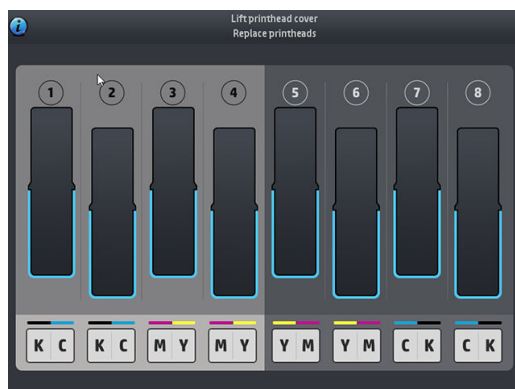 Lift printhead cover
Replace printheads
i
1 2 3 4 5 6 7 8
K C K C M Y M Y Y M Y M C K C K